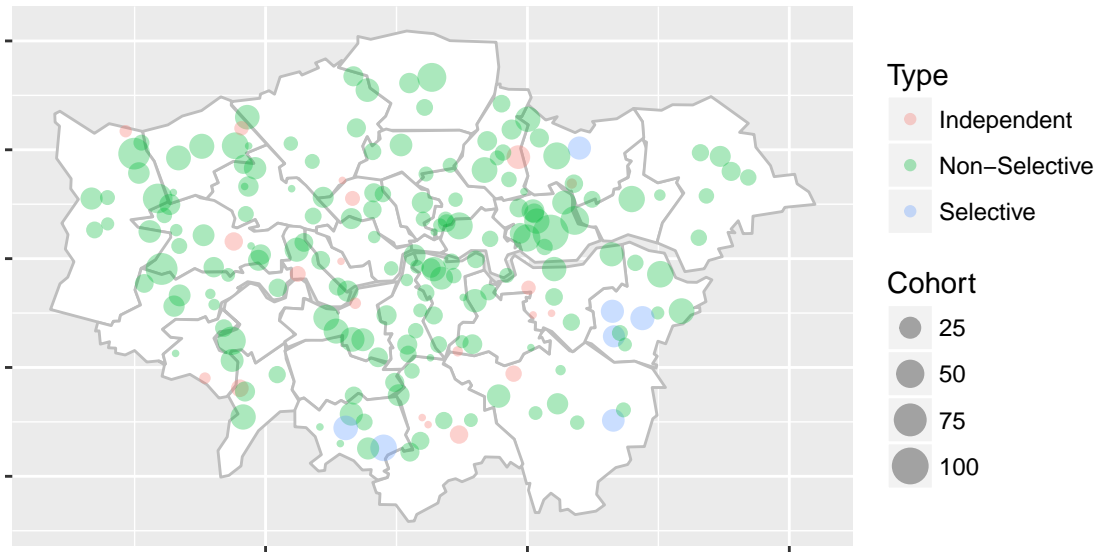 Type
Independent
Non−Selective
Selective
Cohort
25
50
75
100